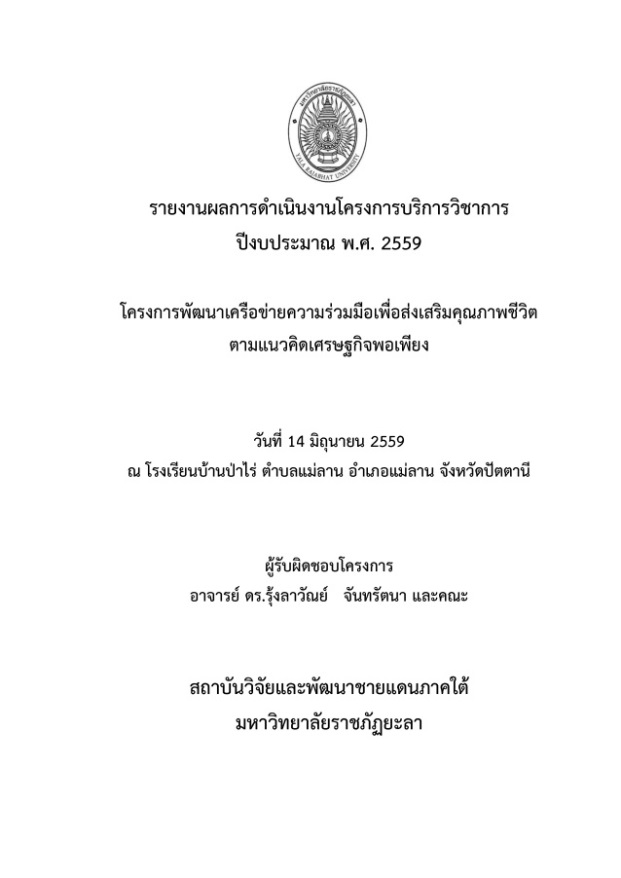 มหาวิทยาลัยราชภัฏยะลา
YALA RAJABHAT UNIVERSITY
รายงานผลการดำเนินงานโครงการบริการวิชาการ
ปีงบประมาณ พ.ศ. 2559
โครงการพัฒนาเครือข่ายความร่วมมือเพื่อส่งเสริมคุณภาพชีวิต
ตามแนวคิดเศรษฐกิจพอเพียง
วันที่ 14 มิถุนายน 2559
ณ โรงเรียนบ้านป่าไร่ ตำบลแม่ลาน อำเภอแม่ลาน จังหวัดปัตตานี
ผู้รับผิดชอบโครงการ
อาจารย์ ดร.รุ้งลาวัณย์ จันทรัตนา และคณะ
สถาบันวิจัยและพัฒนาชายแดนภาคใต้
มหาวิทยาลัยราชภัฏยะลา